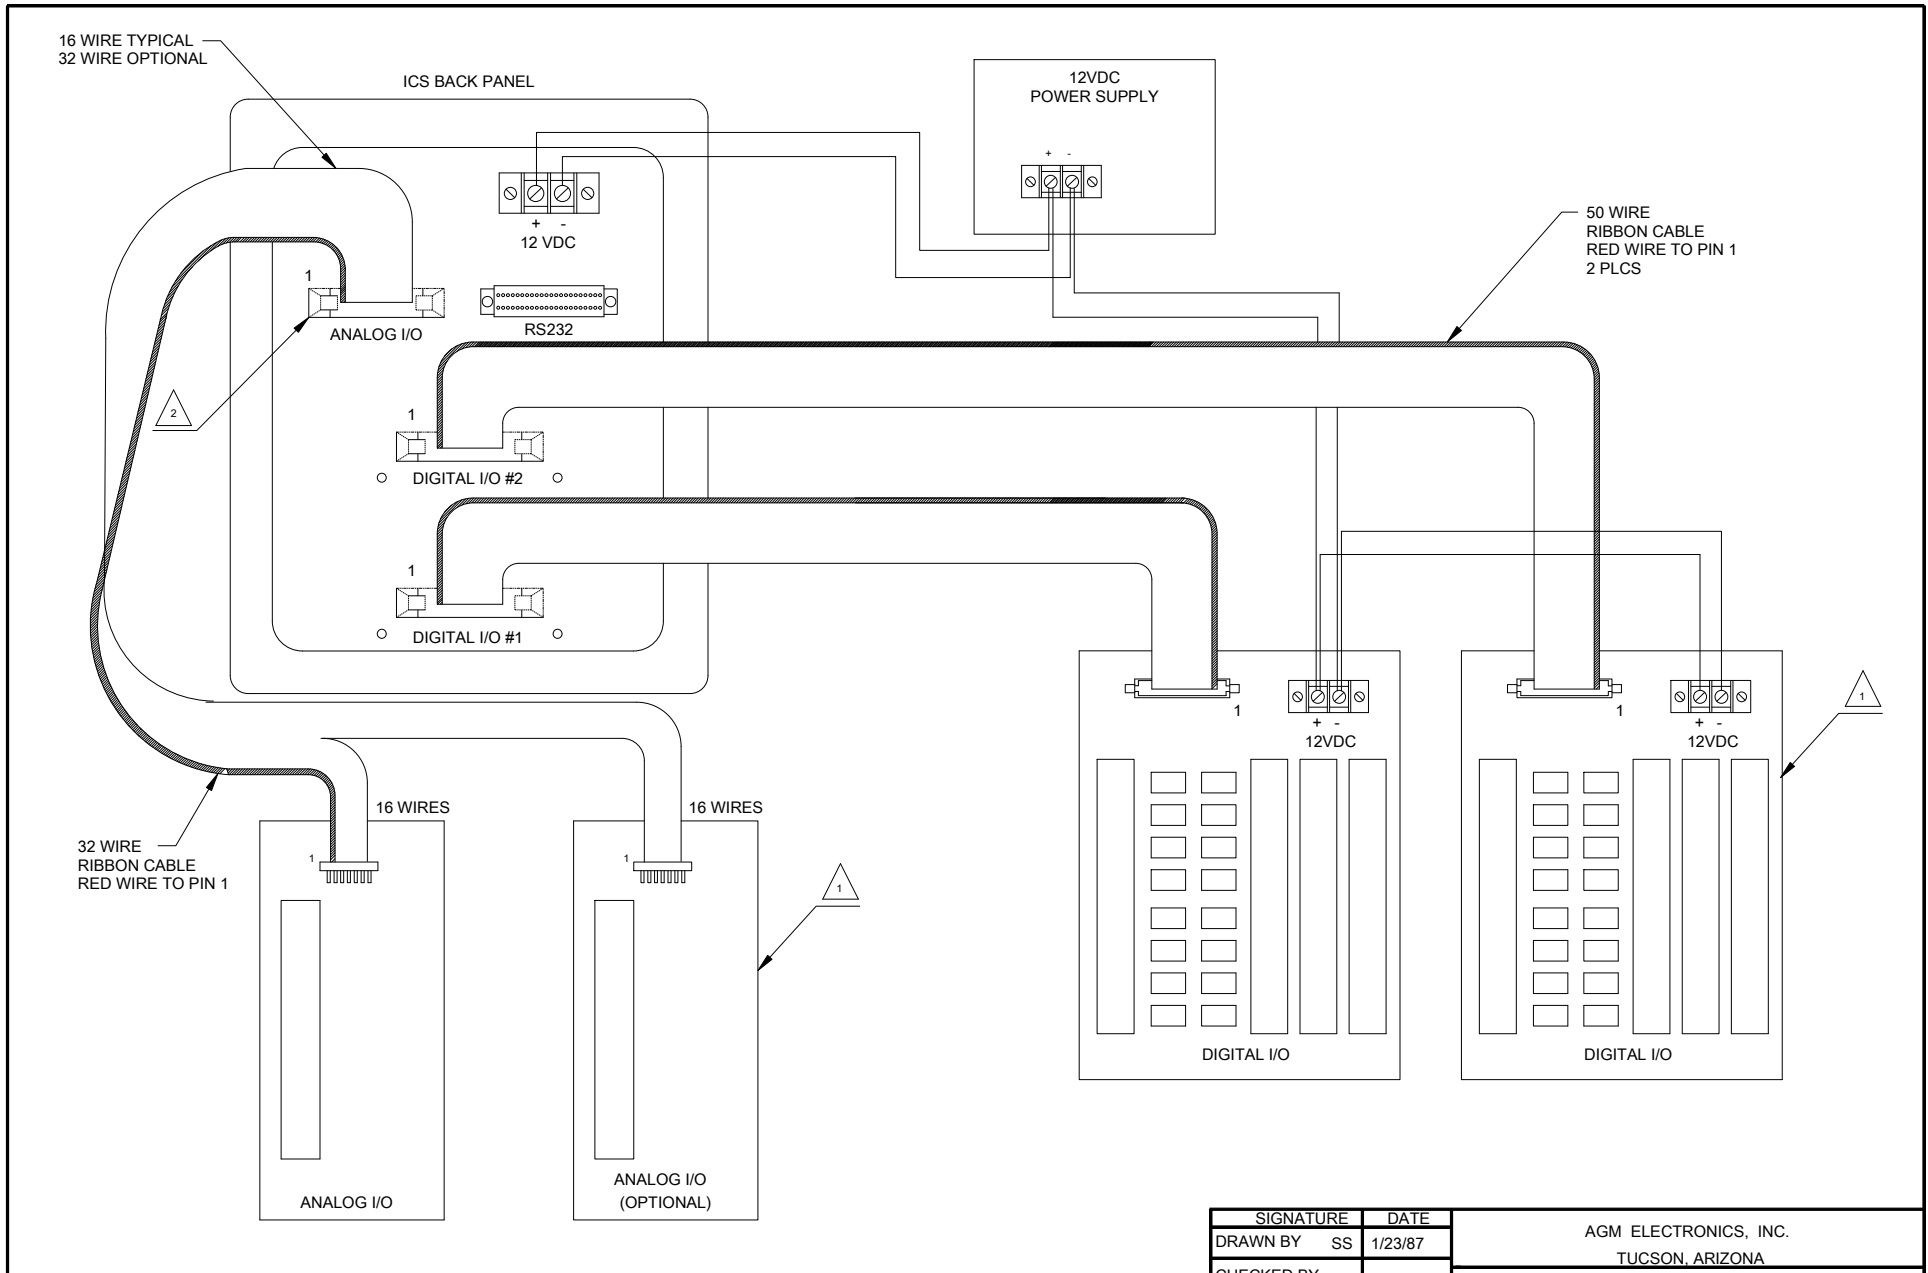 16 WIRE TYPICAL
32 WIRE OPTIONAL
ICS BACK PANEL
12VDC
POWER SUPPLY
+ -
50 WIRE
RIBBON CABLE
RED WIRE TO PIN 1
2 PLCS
+ -
12 VDC
1
ANALOG I/O
RS232
2
1
DIGITAL I/O #2
1
DIGITAL I/O #1
1
+ -
12VDC
1
+ -
12VDC
1
16 WIRES
16 WIRES
32 WIRE
RIBBON CABLE
RED WIRE TO PIN 1
1
1
1
DIGITAL I/O
DIGITAL I/O
ANALOG I/O
ANALOG I/O
(OPTIONAL)
SIGNATURE DATE
DRAWN BY SS 1/23/87
CHECKED BY
AGM ELECTRONICS, INC.
TUCSON, ARIZONA